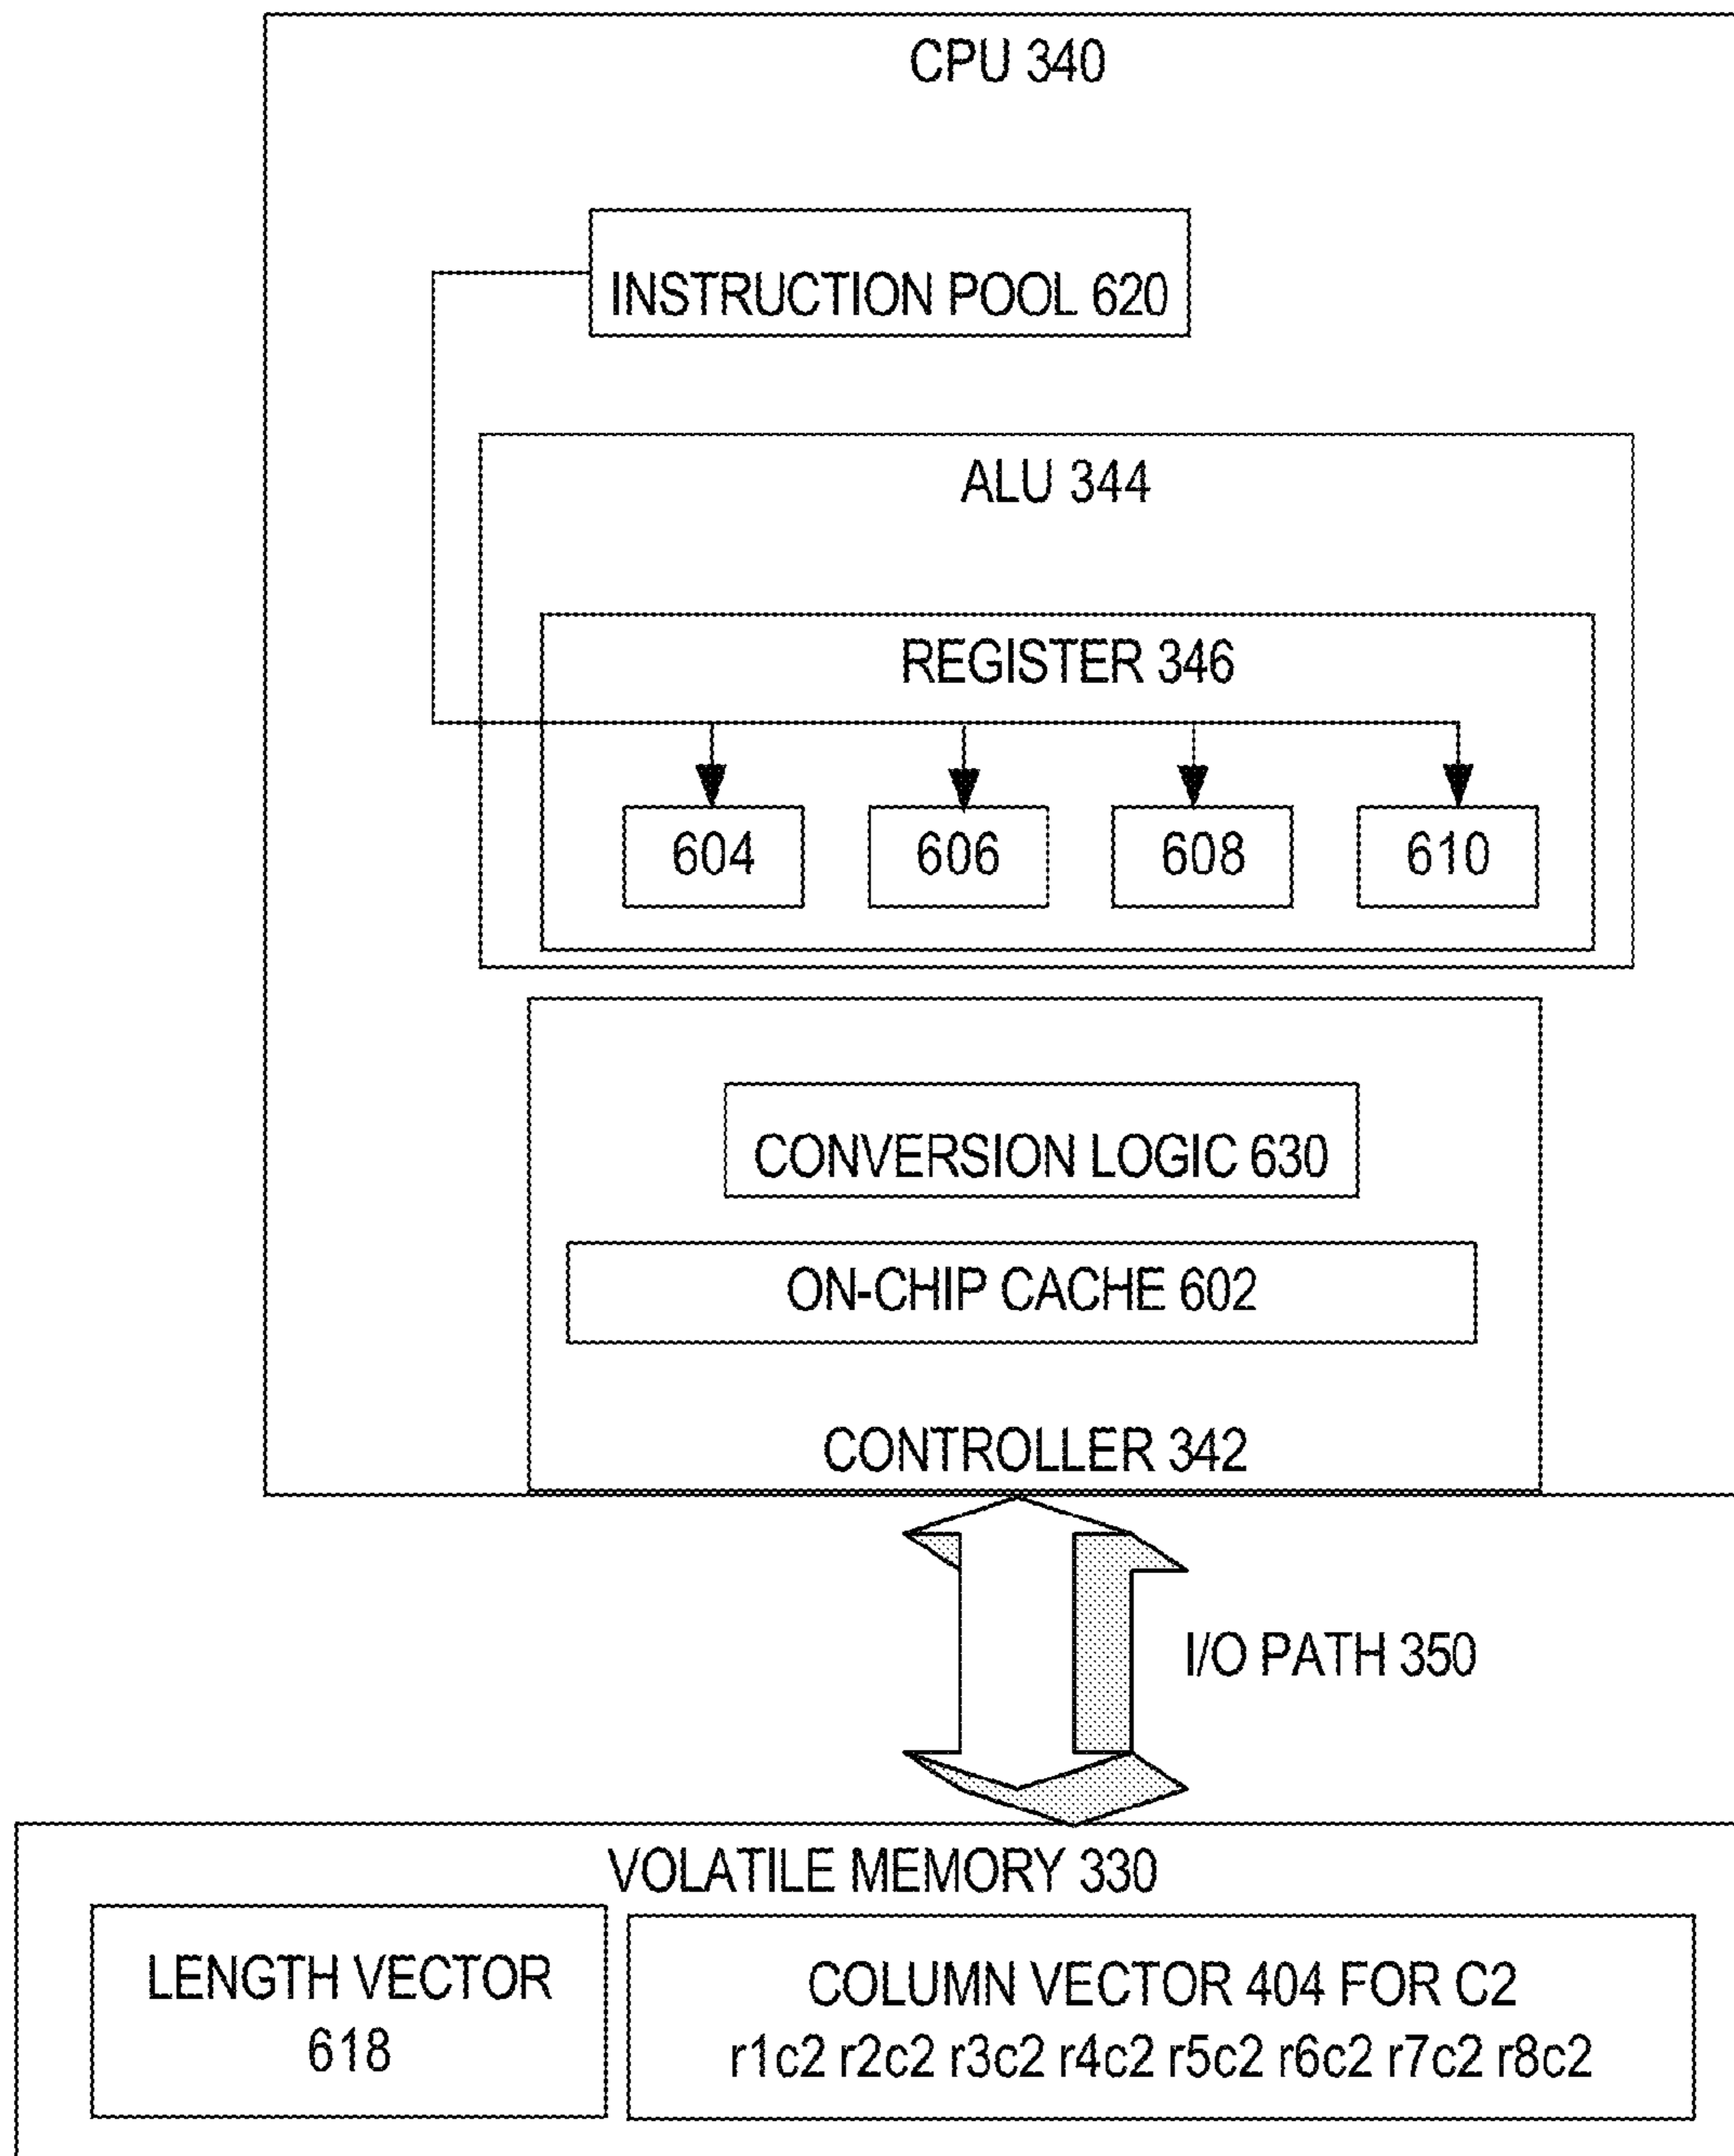 CPU 340
INSTRUCTION POOL 620
ALU 344
REGISTER 346
604 606 608 610
CONVERSION LOGIC 630
ON-CHIP CACHE 602
CONTROLLER 342
I/O PATH 350
VOLATILE MEMORY 330
LENGTH VECTOR
618
COLUMN VECTOR 404 FOR C2
r1c2 r2c2 r3c2 r4c2 r5c2 r6c2 r7c2 r8c2